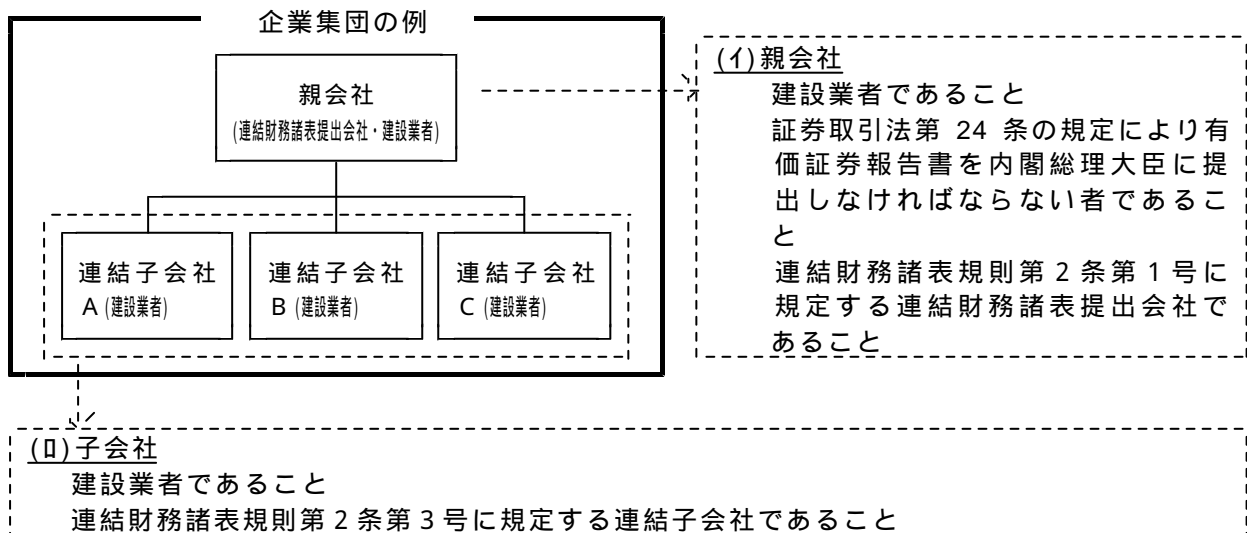 企業集団の例
親会社
(連結財務諸表提出会社・建設業者)
連結子会社
A (建設業者)
連結子会社
B (建設業者)
連結子会社
C (建設業者)
(イ)親会社
建設業者であること
証券取引法第 24 条の規定により有
価証券報告書を内閣総理大臣に提
出しなければならない者であるこ
と
連結財務諸表規則第2条第1号に
規定する連結財務諸表提出会社で
あること
(ロ)子会社
建設業者であること
連結財務諸表規則第2条第3号に規定する連結子会社であること